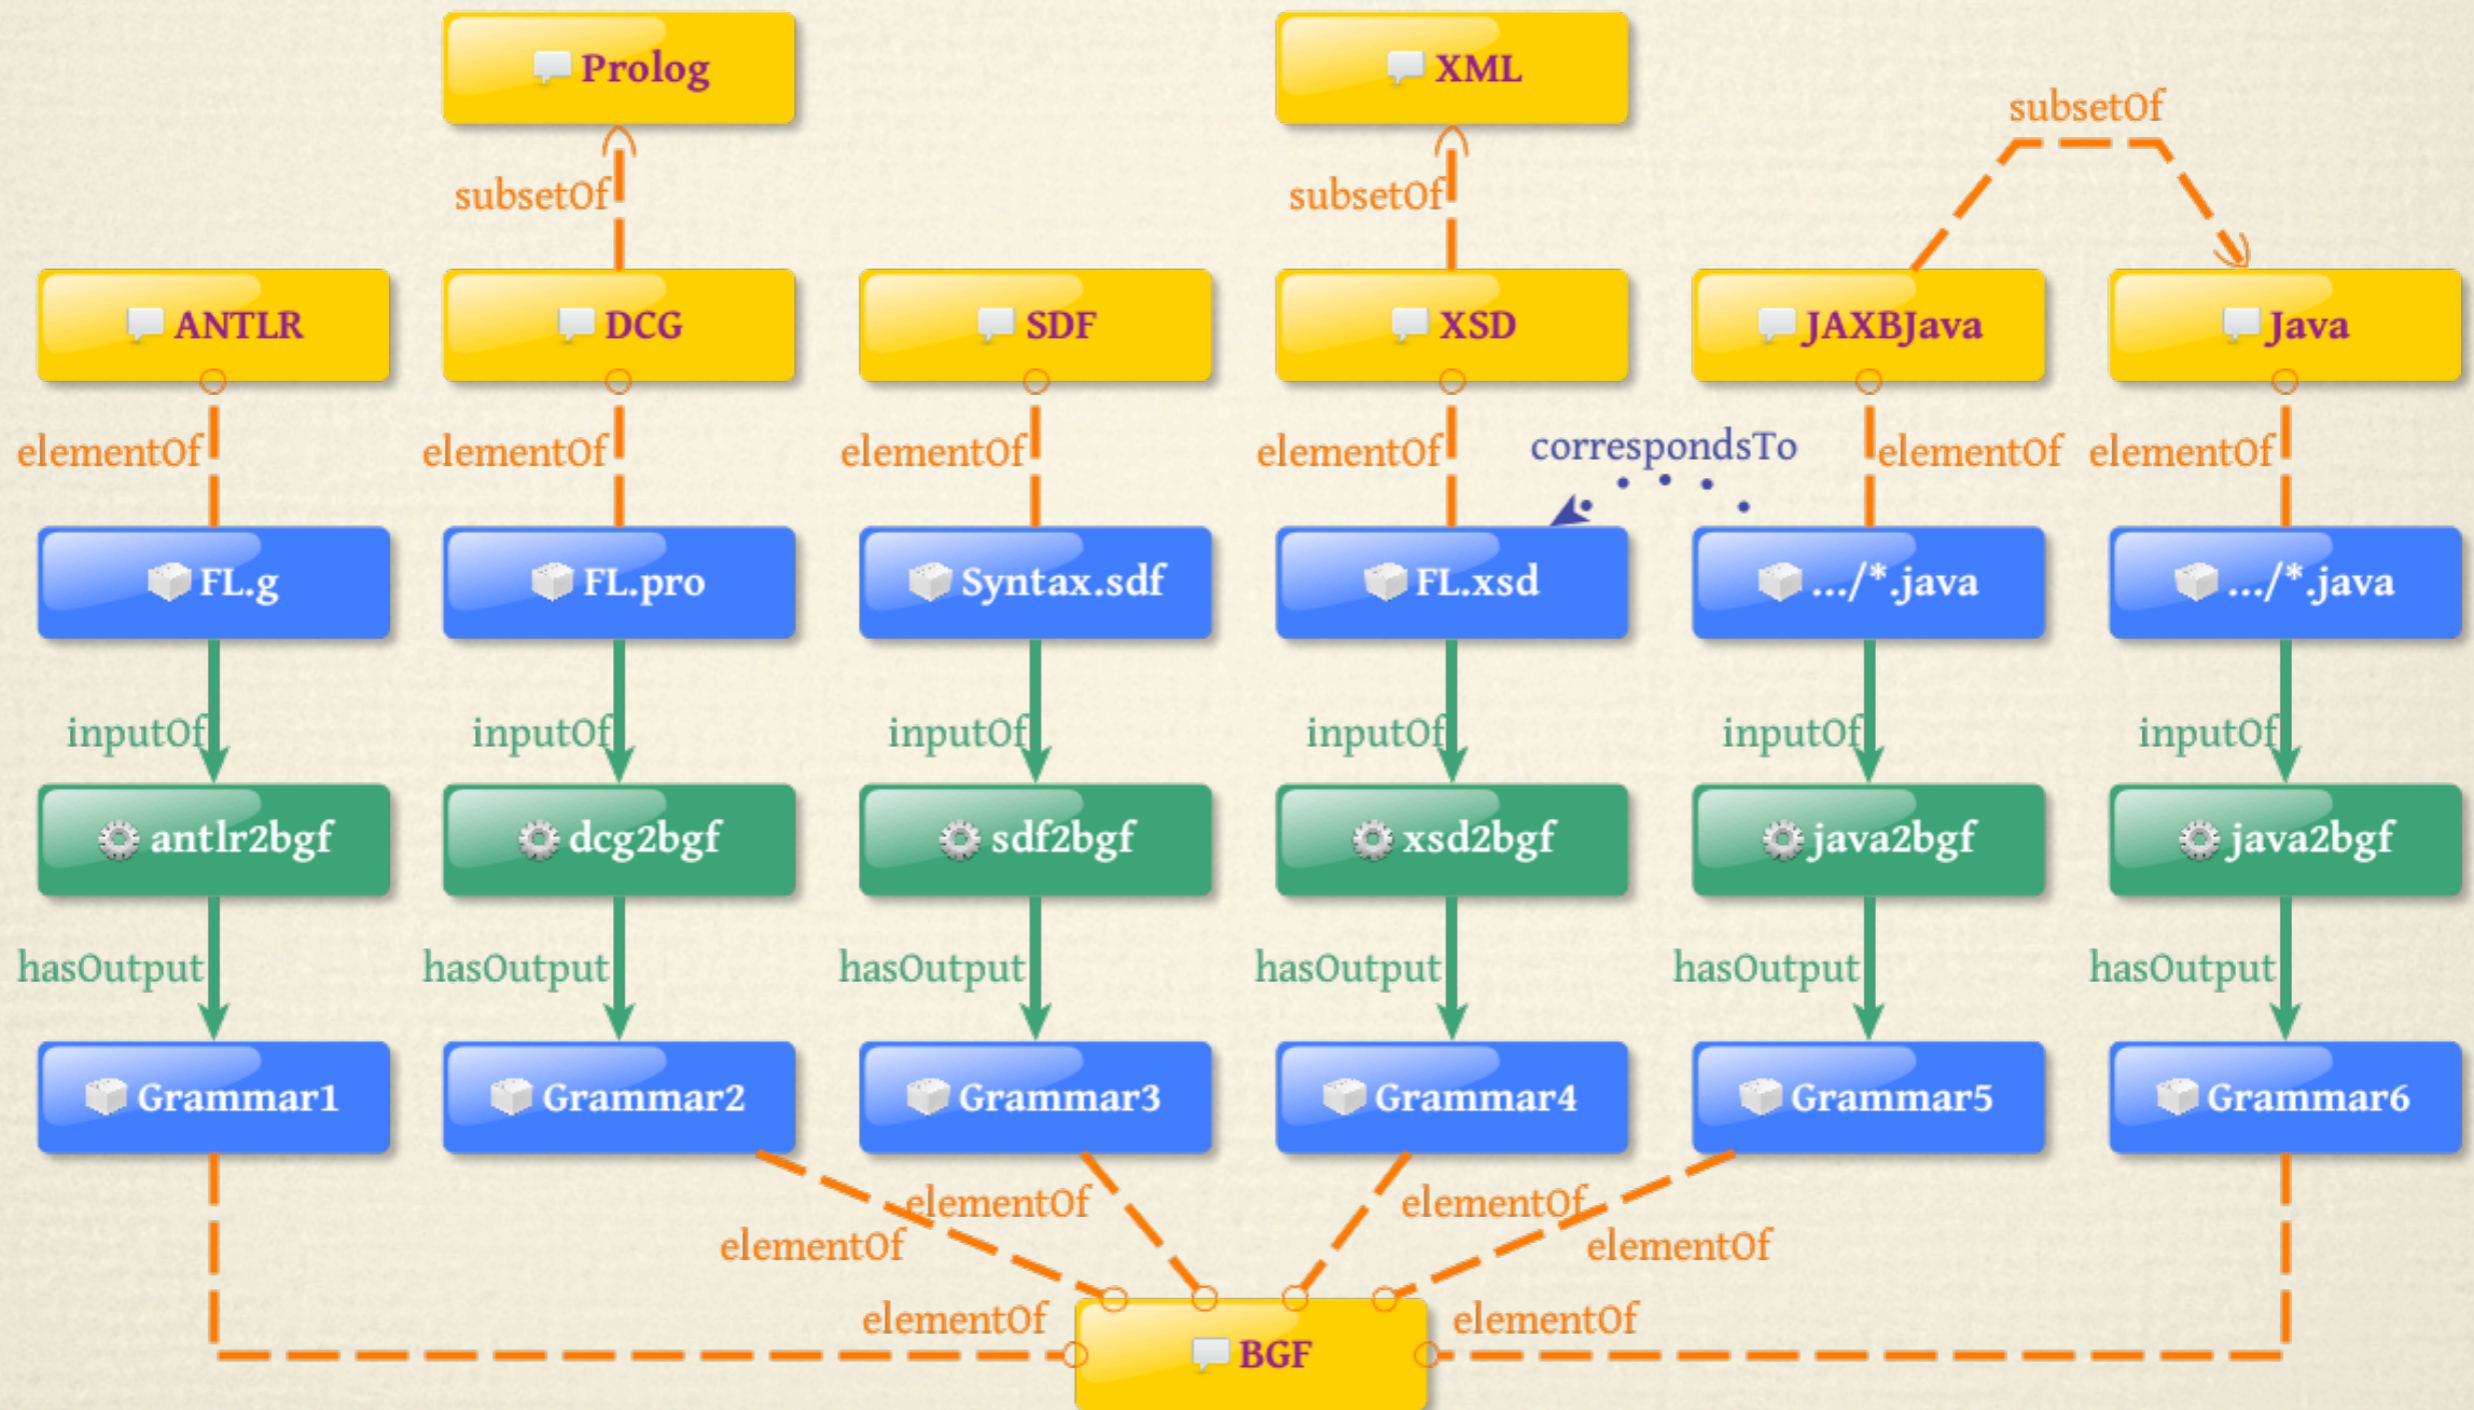 Prolog
XML
subsetOf
subsetOf
subsetOf
ANTLR
DCG
SDF
XSD
JAXBJava
Java
elementOf
elementOf
elementOf
elementOf
correspondsTo
elementOf
elementOf
FL.g
FL.pro
Syntax.sdf
FL.xsd
.../*.java
.../*.java
inputOf
inputOf
inputOf
inputOf
inputOf
inputOf
antlr2bgf
dcg2bgf
sdf2bgf
xsd2bgf
java2bgf
java2bgf
hasOutput
hasOutput
hasOutput
hasOutput
hasOutput
hasOutput
Grammar1
Grammar2
Grammar3
Grammar4
Grammar5
Grammar6
elementOf
elementOf
elementOf
elementOf
elementOf
elementOf
BGF